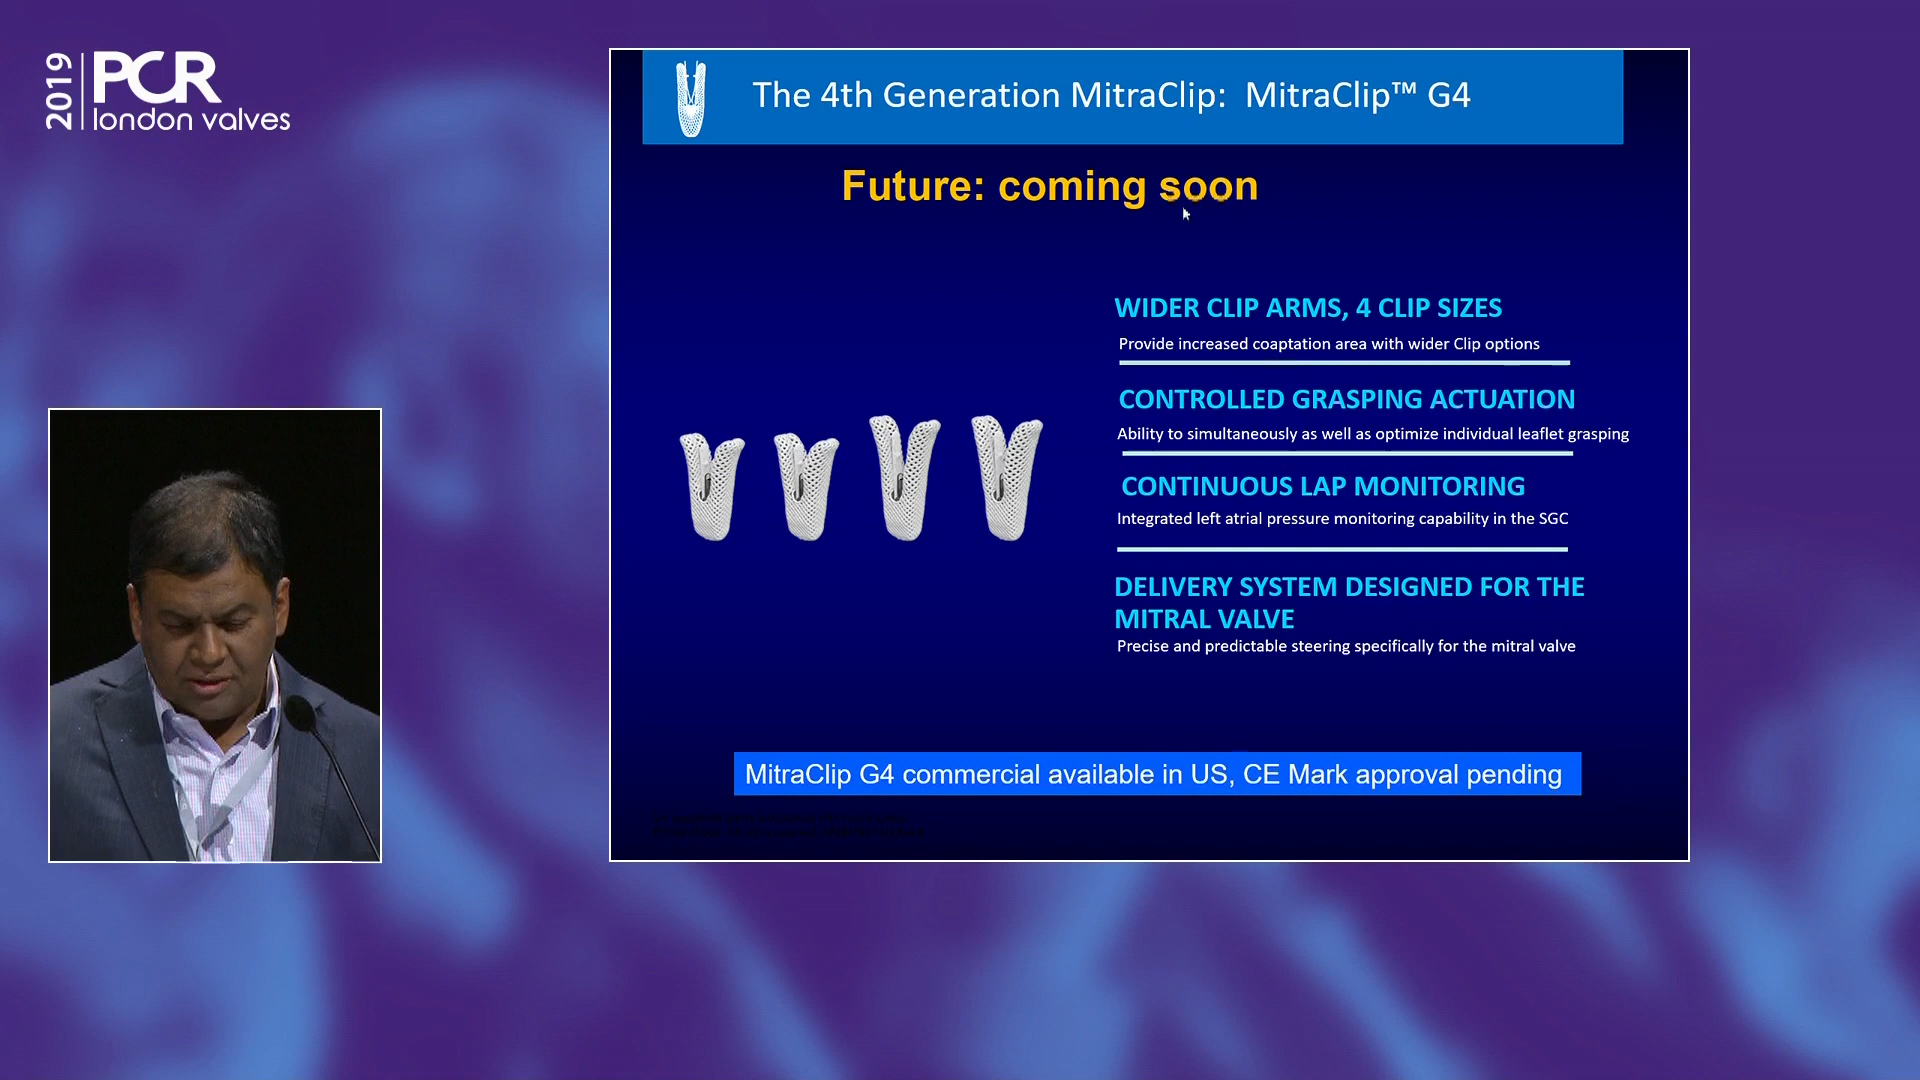 2019
PCR
london valves
The 4th Generation MitraClip: MitraClip™ G4
Future: coming soon
WIDER CLIP ARMS, 4 CLIP SIZES
Provide increased coaptation area with wider Clip options
CONTROLLED GRASPING ACTUATION
Ability to simultaneously as well as optimize individual leaflet grasping
CONTINUOUS LAP MONITORING
Integrated left atrial pressure monitoring capability in the SGC
DELIVERY SYSTEM DESIGNED FOR THE
MITRAL VALVE
Precise and predictable steering specifically for the mitral valve
MitraClip G4 commercial available in US, CE Mark approval pending